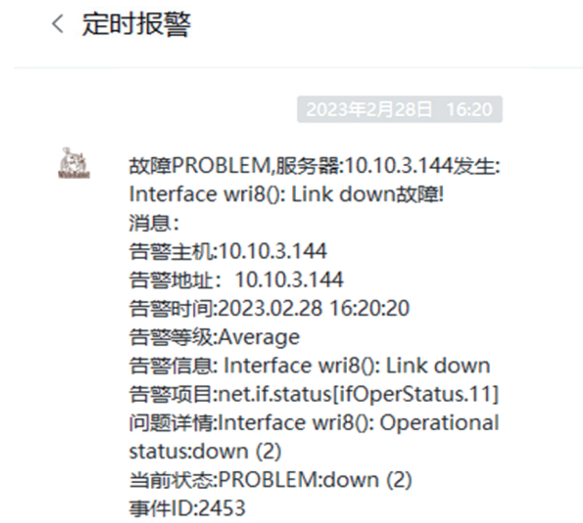 定时报警
2023年2月28日 16:20
故障PROBLEM,服务器:10.10.3.144发生:
Interface wri8(): Link down故障!
消息：
告警主机:10.10.3.144
告警地址：10.10.3.144
告警时间:2023.02.28 16:20:20
告警等级:Average
告警信息: Interface wri8(): Link down
告警项目:net.if.status[ifOperStatus.11]
问题详情:Interface wri8(): Operational
status:down (2)
当前状态:PROBLEM:down (2)
事件ID:2453